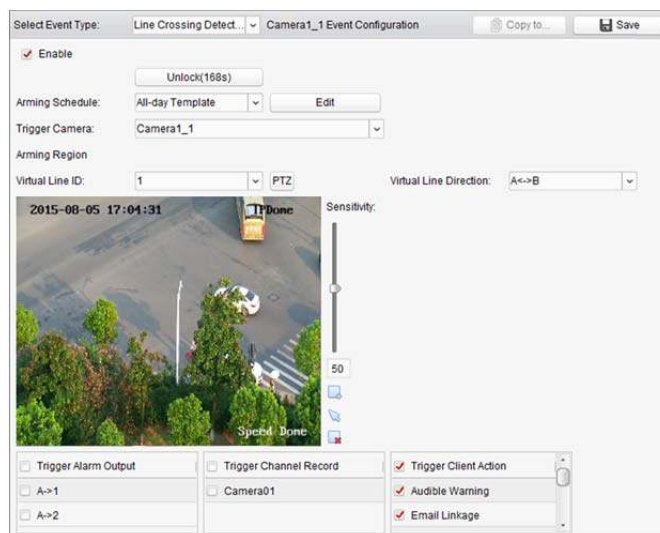 Select Event Type: Line Crossing Detect... Camera1_1 Event Configuration Copy to... Save
Enable
Unlock(168s)
Arming Schedule: All-day Template Edit
Trigger Camera: Camera1_1
Arming Region
Virtual Line ID: 1 PTZ Virtual Line Direction: A<->B
2015-08-05 17:04:31 TPDome Sensitivity:
50
Speed Dome
Trigger Alarm Output Trigger Channel Record Trigger Client Action
A->1 Camera01 Audible Warning
A->2 Email Linkage